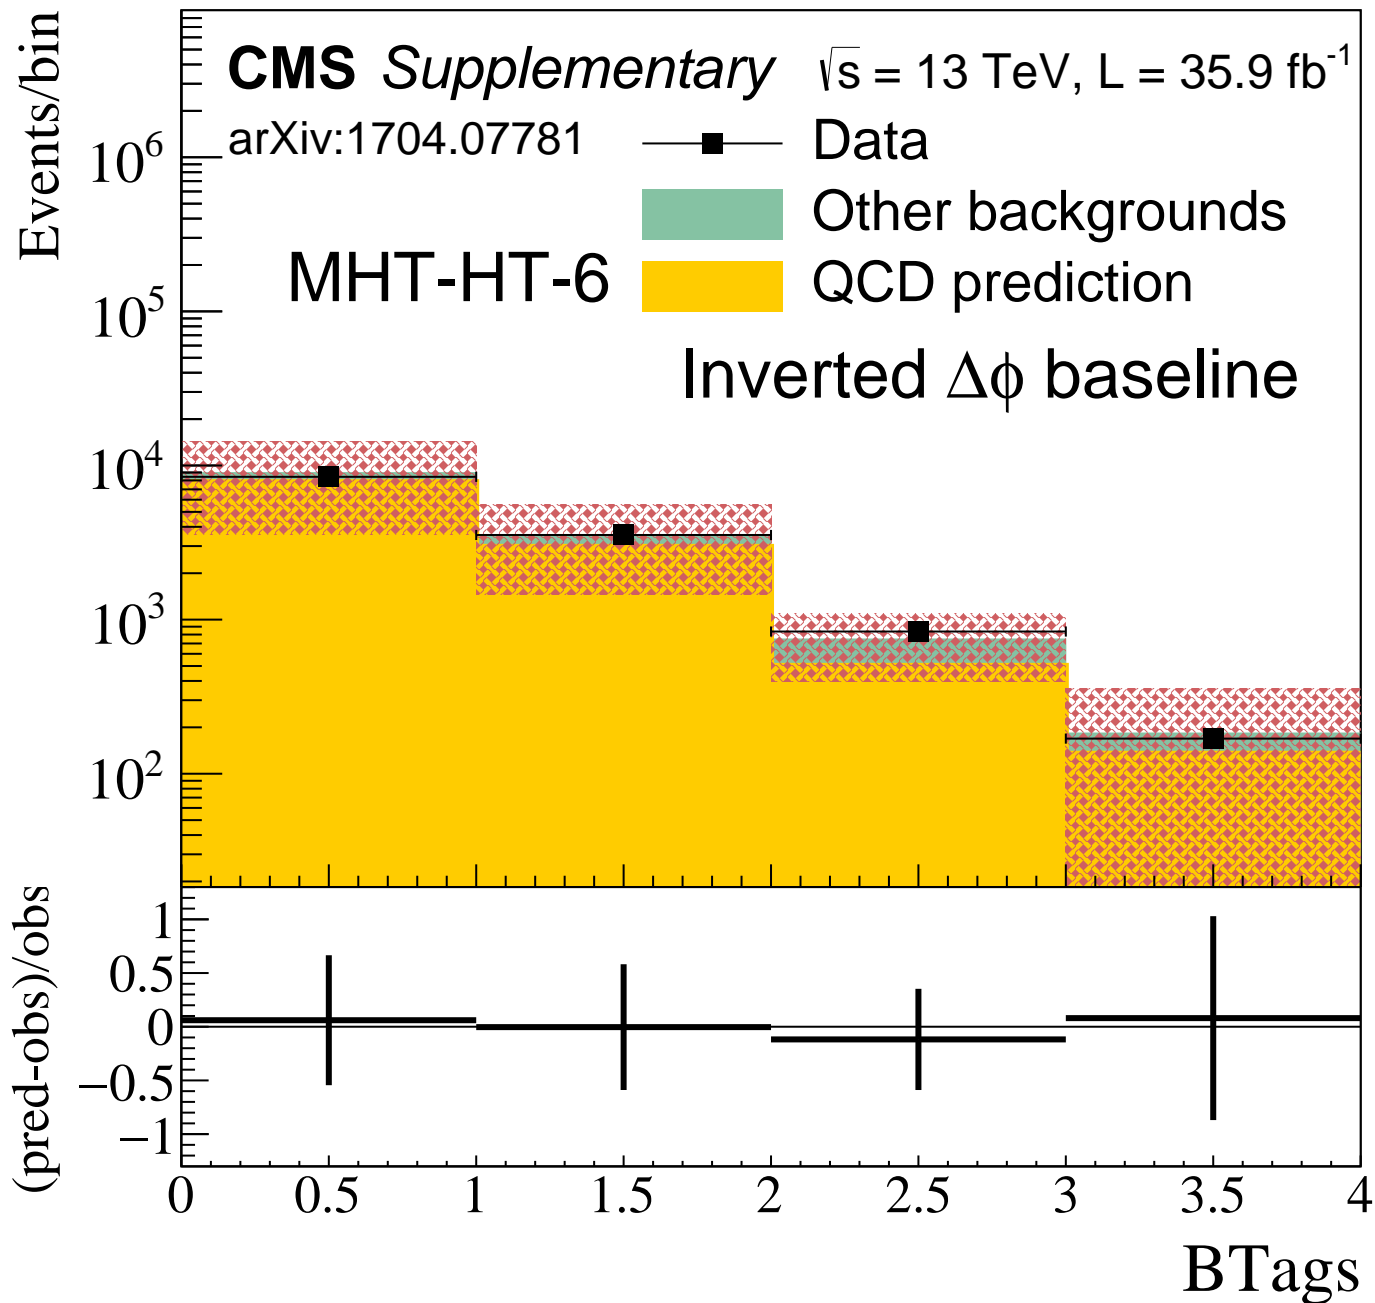 CMS Supplementary √s = 13 TeV, L = 35.9 fb⁻¹
arXiv:1704.07781
Data
Other backgrounds
QCD prediction
MHT-HT-6
Inverted Δϕ baseline
Events/bin
10⁶
10⁵
10⁴
10³
10²
(pred-obs)/obs
1
0.5
0
−0.5
−1
0 0.5 1 1.5 2 2.5 3 3.5 4
BTags